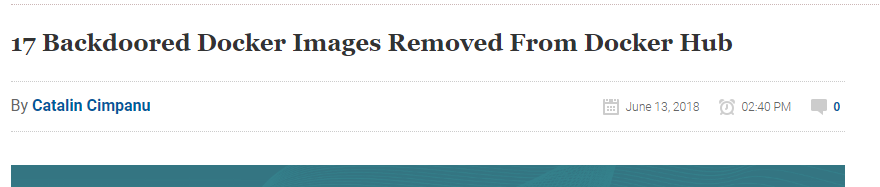 17 Backdoored Docker Images Removed From Docker Hub
By Catalin Cimpanu June 13, 2018 02:40 PM 0